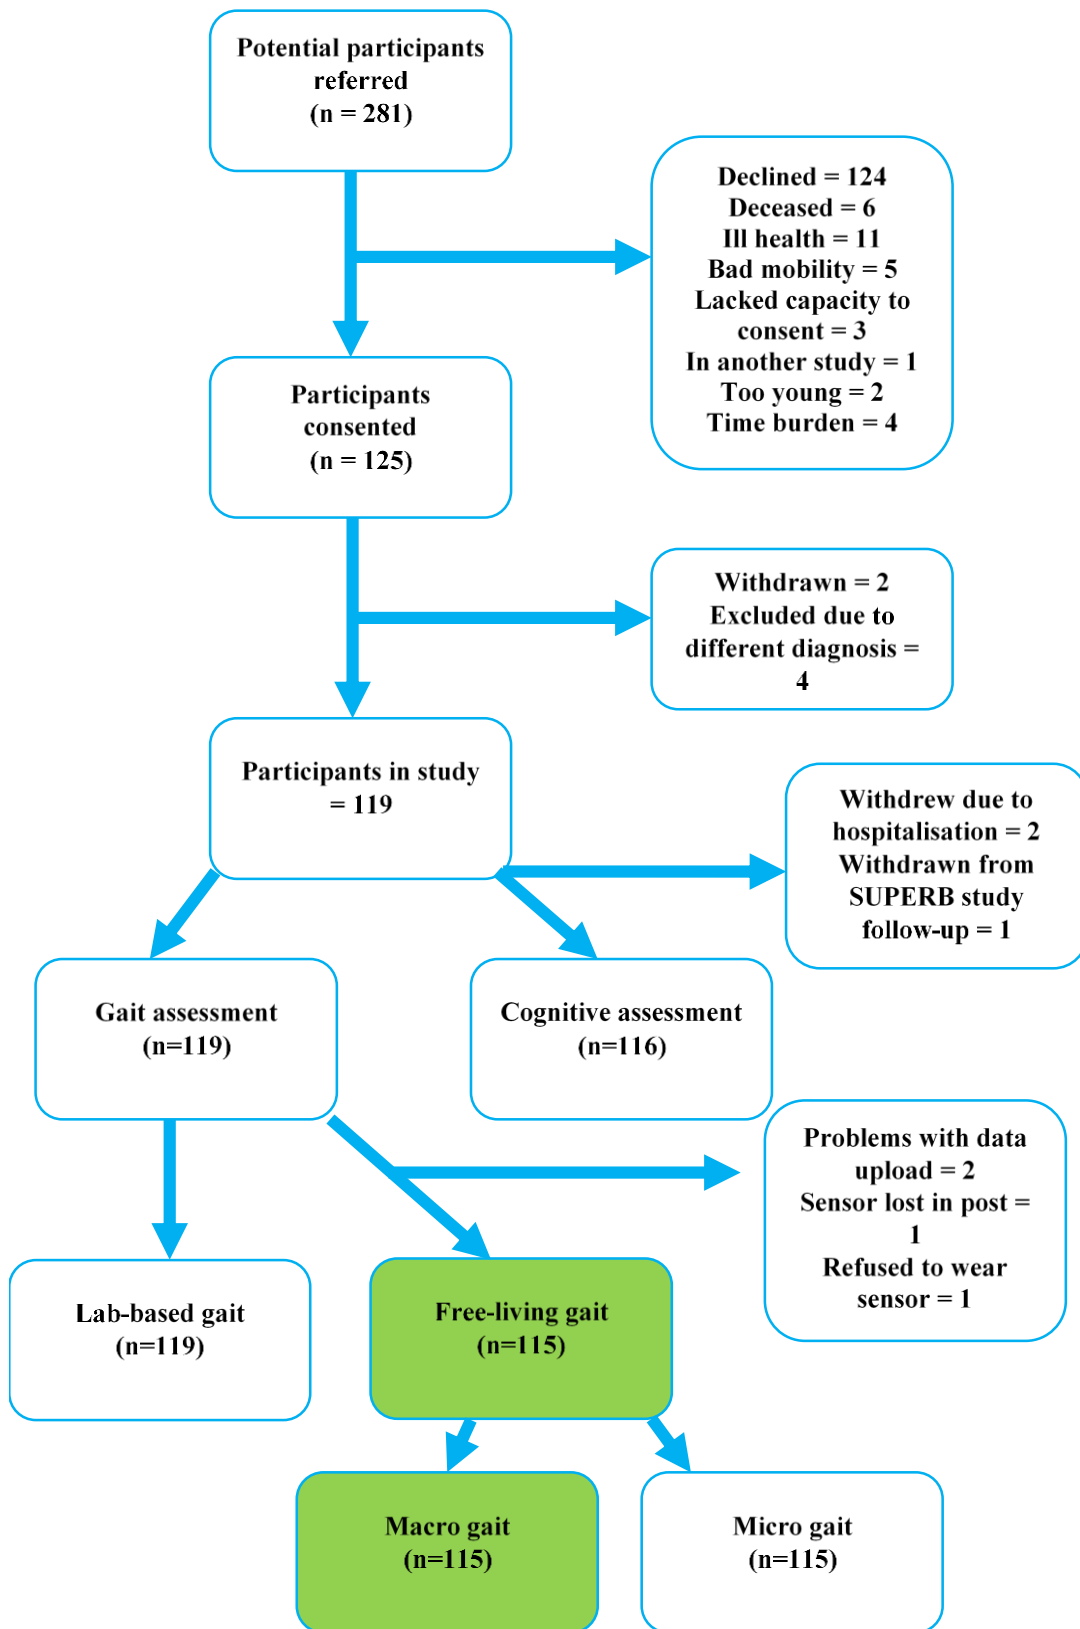 Potential participants
referred
(n = 281)
Declined = 124
Deceased = 6
Ill health = 11
Bad mobility = 5
Lacked capacity to
consent = 3
In another study = 1
Too young = 2
Time burden = 4
Participants
consented
(n = 125)
Withdrawn = 2
Excluded due to
different diagnosis =
4
Participants in study
= 119
Withdrew due to
hospitalisation = 2
Withdrawn from
SUPERB study
follow-up = 1
Gait assessment
(n=119)
Cognitive assessment
(n=116)
Problems with data
upload = 2
Sensor lost in post =
1
Refused to wear
sensor = 1
Lab-based gait
(n=119)
Free-living gait
(n=115)
Macro gait
(n=115)
Micro gait
(n=115)